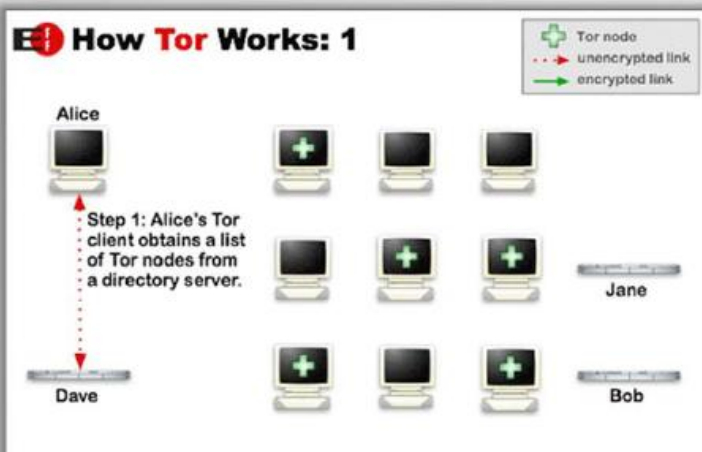 EFF How Tor Works: 1
Tor node
unencrypted link
encrypted link
Alice
Step 1: Alice's Tor
client obtains a list
of Tor nodes from
a directory server.
Jane
Dave
Bob